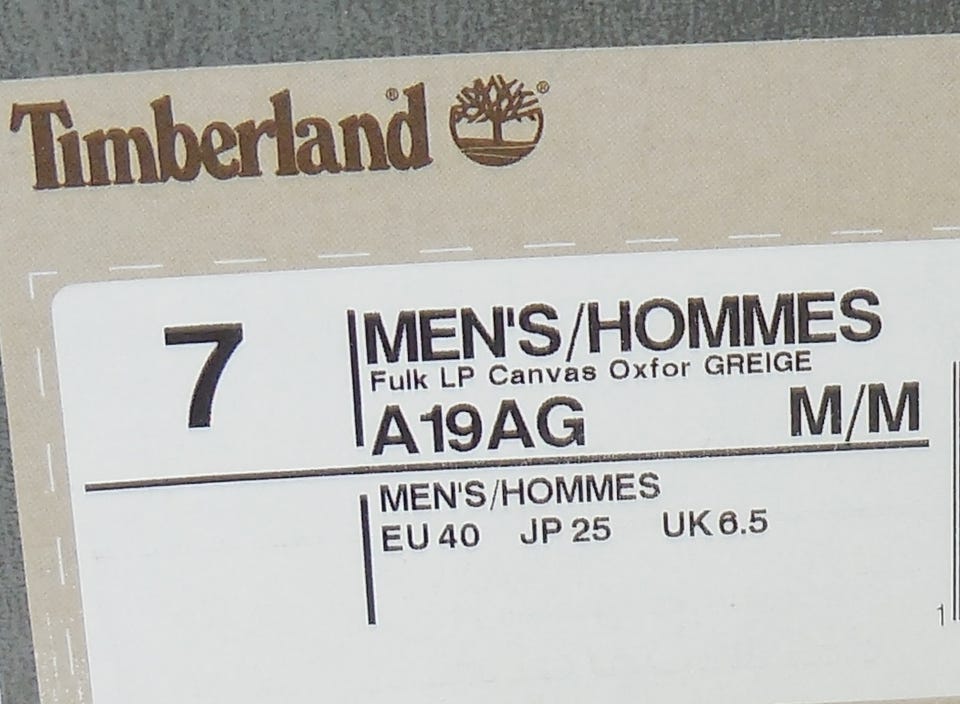 Timberland®
®
7
MEN'S/HOMMES
Fulk LP Canvas Oxfor GREIGE
A19AG M/M
MEN'S/HOMMES
EU 40 JP 25 UK 6.5
1